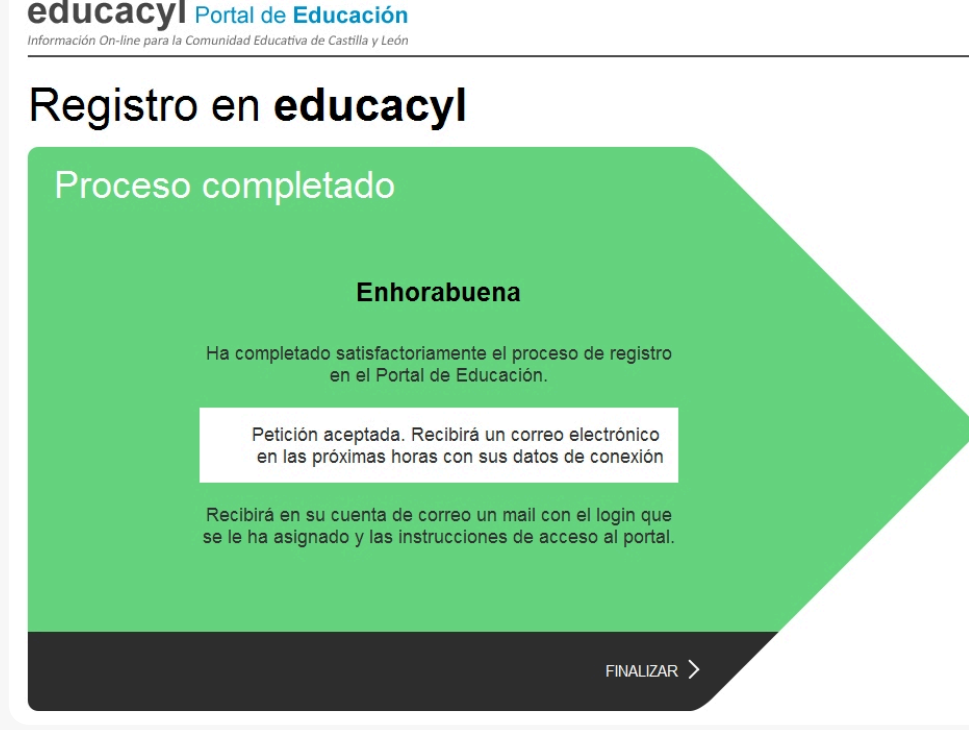 educacyl Portal de Educación
Información On-line para la Comunidad Educativa de Castilla y León
Registro en educacyl
Proceso completado
Enhorabuena
Ha completado satisfactoriamente el proceso de registro
en el Portal de Educación.
Petición aceptada. Recibirá un correo electrónico
en las próximas horas con sus datos de conexión
Recibirá en su cuenta de correo un mail con el login que
se le ha asignado y las instrucciones de acceso al portal.
FINALIZAR